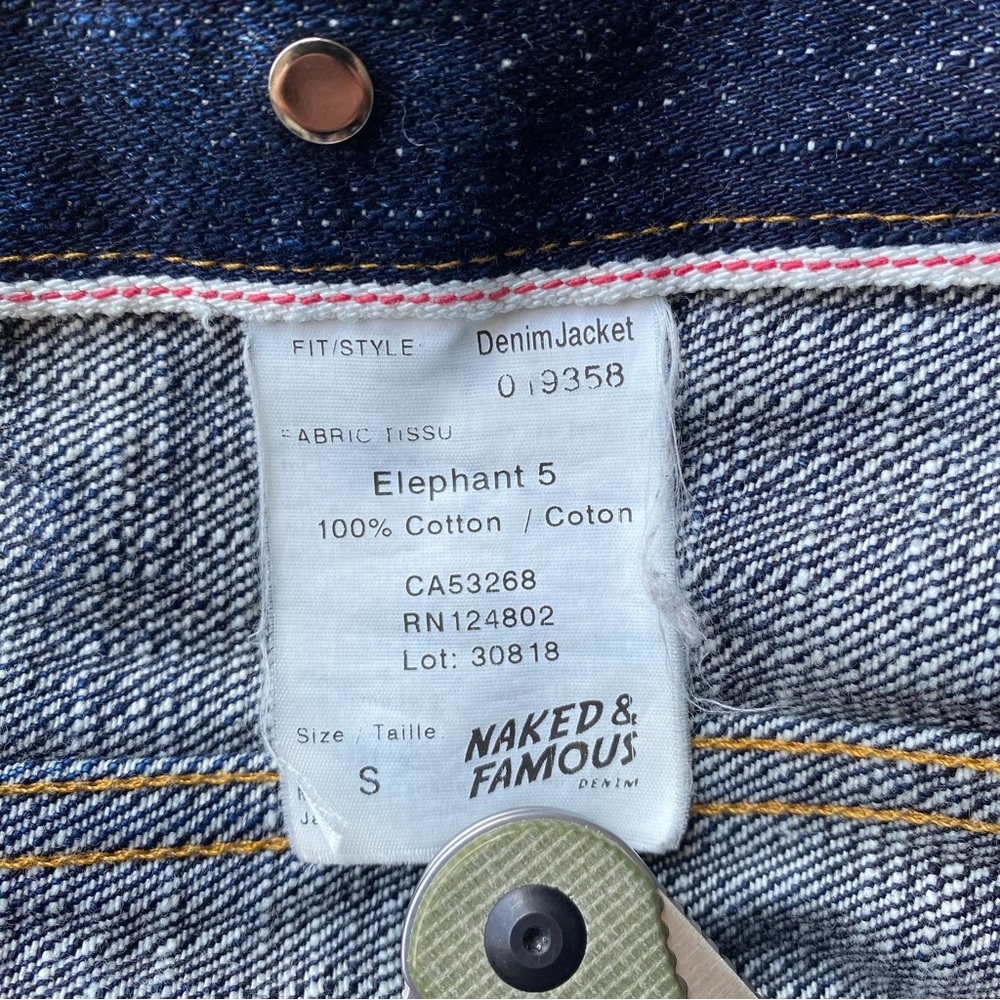 FIT/STYLE DenimJacket
019358
FABRIC TISSU
Elephant 5
100% Cotton / Coton
CA53268
RN124802
Lot: 30818
Size / Taille
S
NAKED &
FAMOUS
DENIM